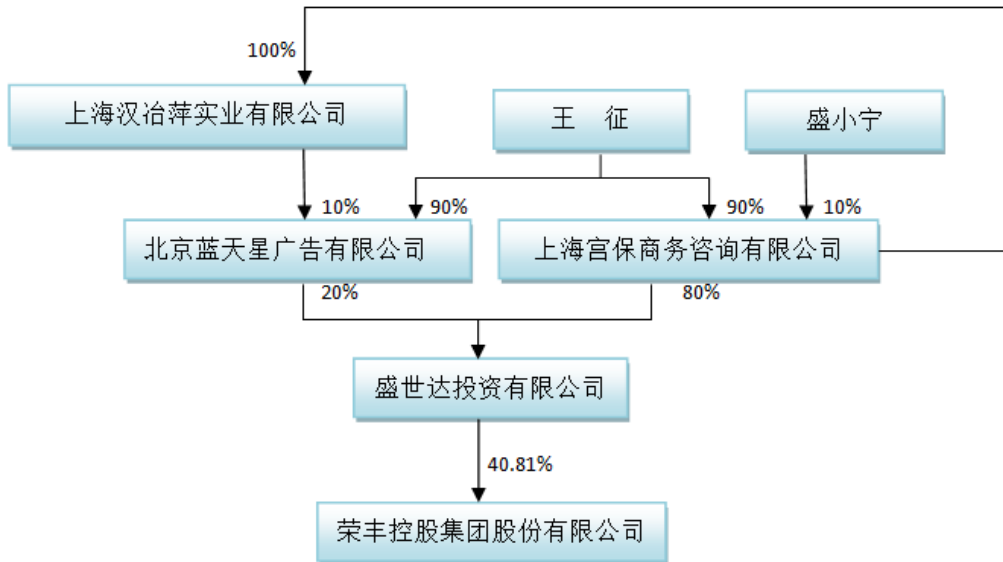 100%
上海汉冶萍实业有限公司
王 征
盛小宁
10%
90%
90%
10%
北京蓝天星广告有限公司
上海宫保商务咨询有限公司
20%
80%
盛世达投资有限公司
40.81%
荣丰控股集团股份有限公司